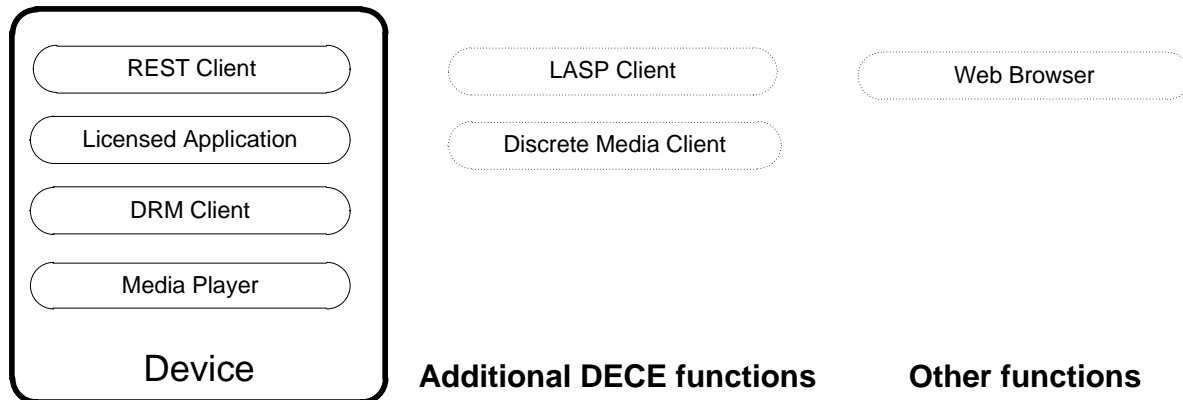 REST Client
Licensed Application
DRM Client
Media Player
Device
LASP Client
Discrete Media Client
Additional DECE functions
Web Browser
Other functions